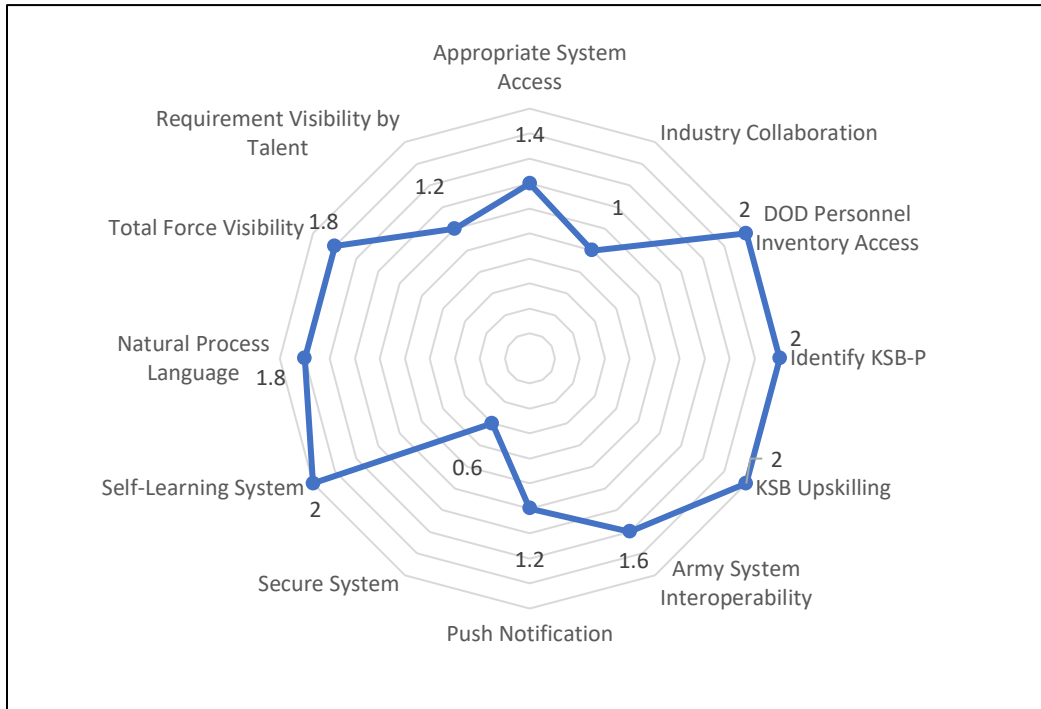 Appropriate System
Access
1.4
Industry Collaboration
1
2
DOD Personnel
Inventory Access
2
Identify KSB-P
2
KSB Upskilling
1.6
Army System
Interoperability
1.2
Push Notification
0.6
Secure System
Self-Learning System
2
Natural Process
Language
1.8
Total Force Visibility
1.8
Requirement Visibility by
Talent
1.2